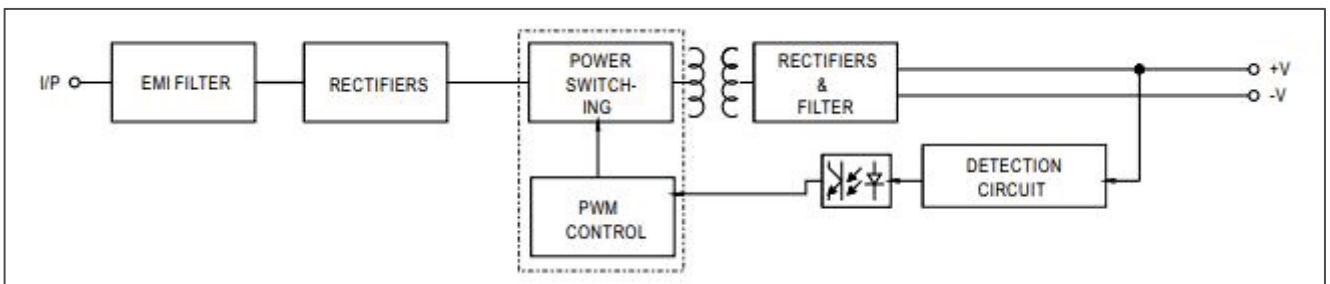 I/P
EMI FILTER
RECTIFIERS
POWER
SWITCH-
ING
RECTIFIERS
&
FILTER
+V
-V
PWM
CONTROL
DETECTION
CIRCUIT